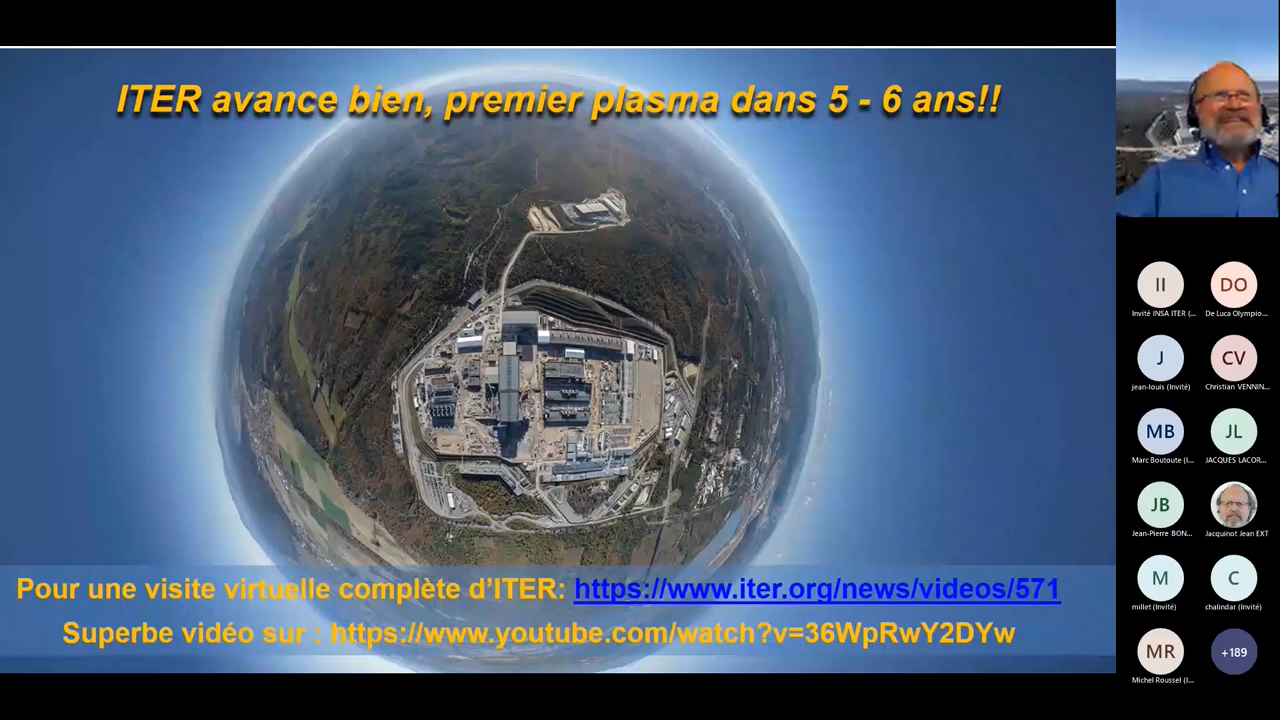 ITER avance bien, premier plasma dans 5 - 6 ans!!
Pour une visite virtuelle complète d'ITER: https://www.iter.org/news/videos/571
Superbe vidéo sur : https://www.youtube.com/watch?v=36WpRwY2DYw
II
Invité INSA ITER (...
DO
De Luca Olympio...
J
jean-louis (Invité)
CV
Christian VENNIN...
MB
Marc Boutoute (I...
JL
JACQUES LACOR...
JB
Jean-Pierre BON...
Jacquinot Jean EXT
M
millet (Invité)
C
chalindar (Invité)
MR
Michel Roussel (I...
+189